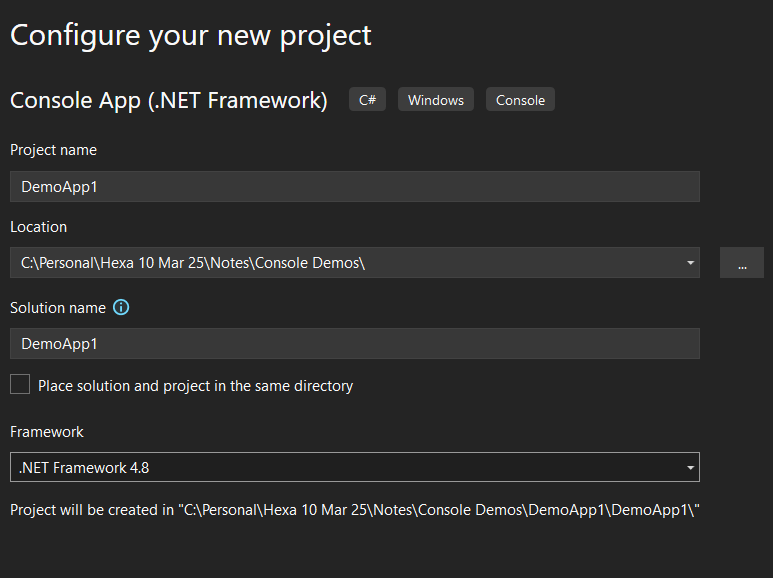 Configure your new project
Console App (.NET Framework) C# Windows Console
Project name
DemoApp1
Location
C:\Personal\Hexa 10 Mar 25\Notes\Console Demos\ ...
Solution name
DemoApp1
Place solution and project in the same directory
Framework
.NET Framework 4.8
Project will be created in "C:\Personal\Hexa 10 Mar 25\Notes\Console Demos\DemoApp1\DemoApp1\"